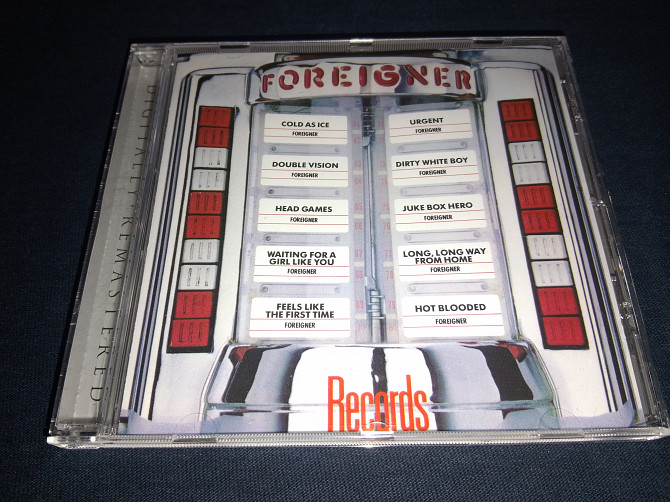 FOREIGNER
COLD AS ICE
FOREIGNER
DOUBLE VISION
FOREIGNER
HEAD GAMES
FOREIGNER
WAITING FOR A
GIRL LIKE YOU
FOREIGNER
FEELS LIKE
THE FIRST TIME
FOREIGNER
URGENT
FOREIGNER
DIRTY WHITE BOY
FOREIGNER
JUKE BOX HERO
FOREIGNER
LONG, LONG WAY
FROM HOME
FOREIGNER
HOT BLOODED
FOREIGNER
Records
DIGITALLY REMASTERED